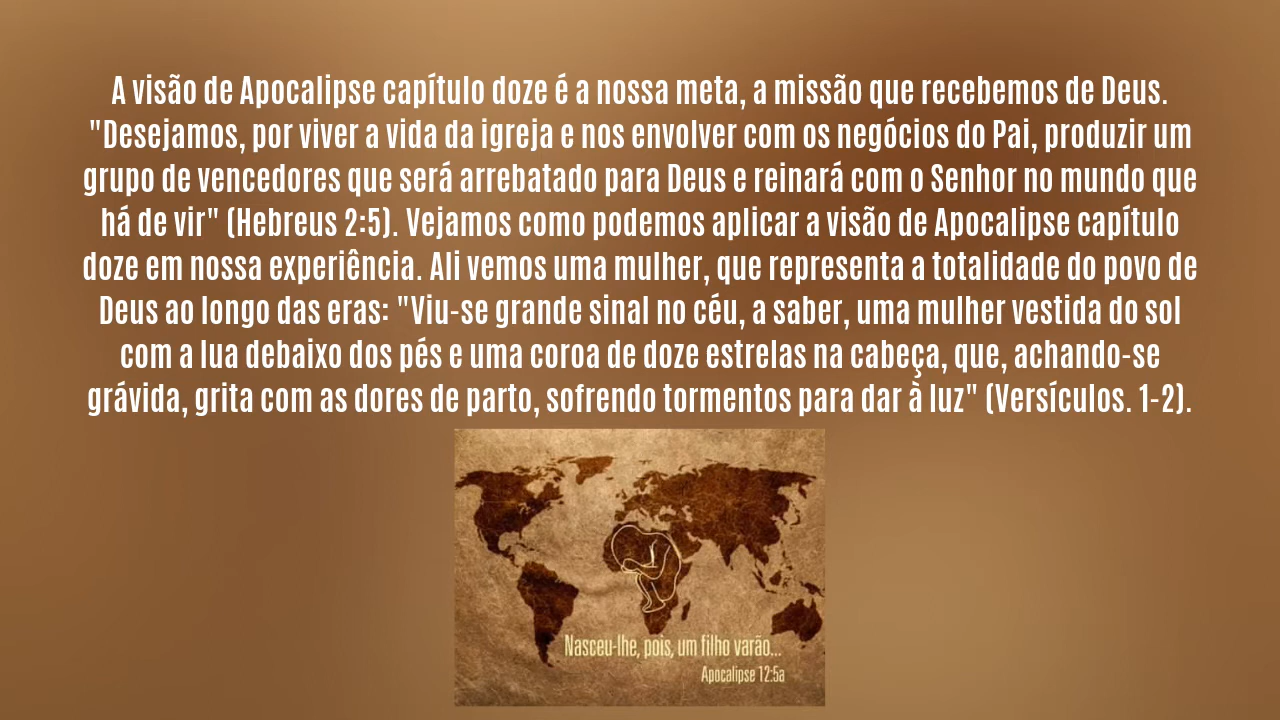 A visão de Apocalipse capítulo doze é a nossa meta, a missão que recebemos de Deus.
"Desejamos, por viver a vida da igreja e nos envolver com os negócios do Pai, produzir um
grupo de vencedores que será arrebatado para Deus e reinará com o Senhor no mundo que
há de vir" (Hebreus 2:5). Vejamos como podemos aplicar a visão de Apocalipse capítulo
doze em nossa experiência. Ali vemos uma mulher, que representa a totalidade do povo de
Deus ao longo das eras: "Viu-se grande sinal no céu, a saber, uma mulher vestida do sol
com a lua debaixo dos pés e uma coroa de doze estrelas na cabeça, que, achando-se
grávida, grita com as dores de parto, sofrendo tormentos para dar à luz" (Versículos. 1-2).
Nasceu-lhe, pois, um filho varão...
Apocalipse 12:5a